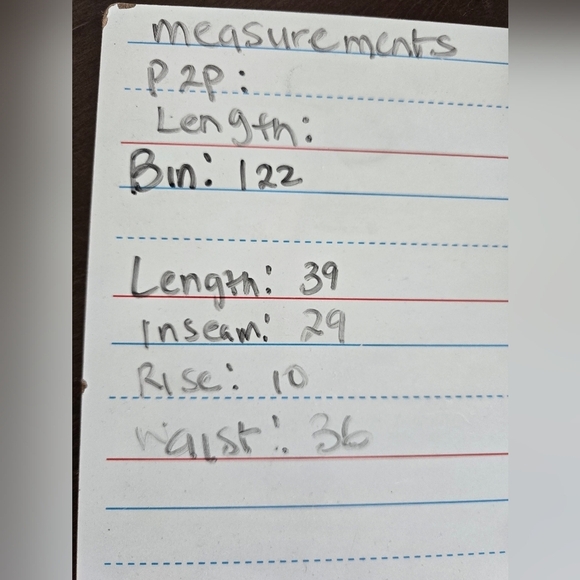 measurements
P2P:
Length:
Bin: 122
Length: 39
Inseam: 29
Rise: 10
Waist: 36